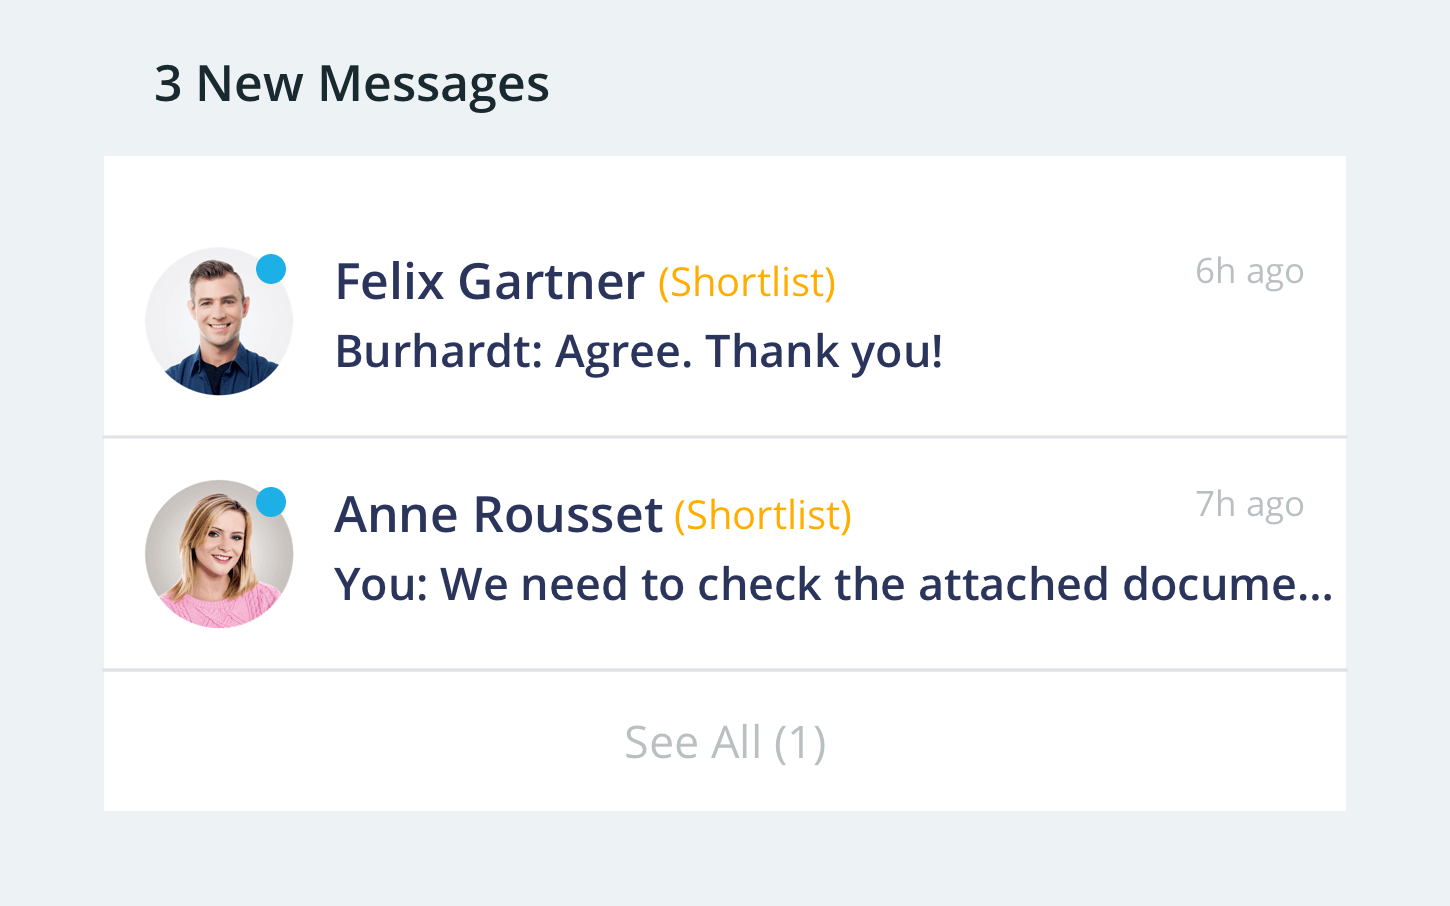 3 New Messages
Felix Gartner (Shortlist)
6h ago
Burhardt: Agree. Thank you!
Anne Rousset (Shortlist)
7h ago
You: We need to check the attached docume...
See All (1)